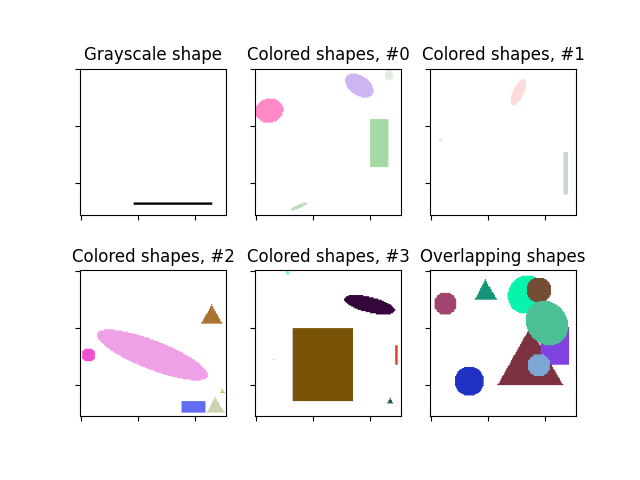 Grayscale shape
Colored shapes, #0
Colored shapes, #1
Colored shapes, #2
Colored shapes, #3
Overlapping shapes